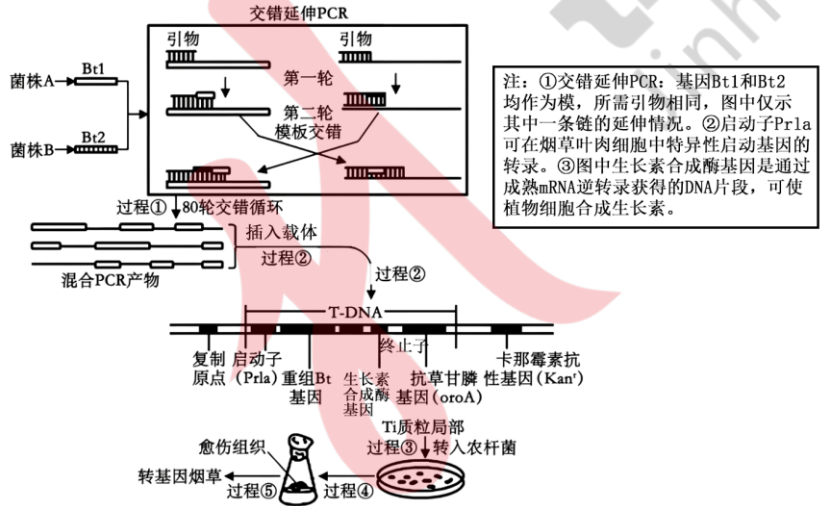 交错延伸PCR
引物 引物
第一轮
第二轮
模板交错
菌株A Bt1
菌株B Bt2
过程① 80轮交错循环
混合PCR产物
插入载体
过程②
过程②
注：①交错延伸PCR：基因Bt1和Bt2
均作为模，所需引物相同，图中仅示
其中一条链的延伸情况。②启动子Prla
可在烟草叶肉细胞中特异性启动基因的
转录。③图中生长素合成酶基因是通过
成熟mRNA逆转录获得的DNA片段，可使
植物细胞合成生长素。
T-DNA
终止子
复制原点
启动子(Prla)
重组Bt基因
生长素合成酶基因
抗草甘膦基因(oroA)
卡那霉素抗性基因(Kanʳ)
Ti质粒局部
过程③ 转入农杆菌
愈伤组织
转基因烟草
过程⑤ 过程④
jinh